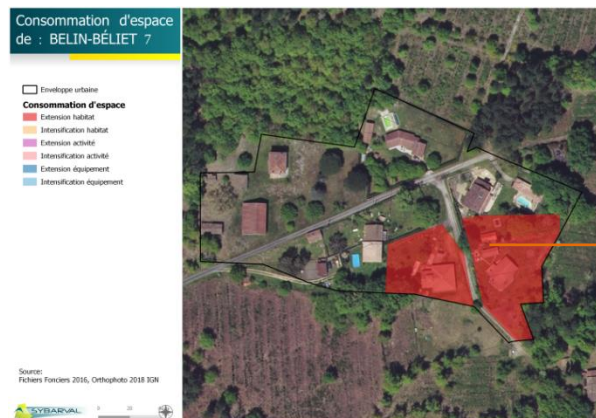 Consommation d'espace
de : BELIN-BÉLIET 7
Enveloppe urbaine
Consommation d'espace
Extension habitat
Intensification habitat
Extension activité
Intensification activité
Extension équipement
Intensification équipement
Source:
Fichiers Fonciers 2016, Orthophoto 2018 IGN
SYBARVAL
0